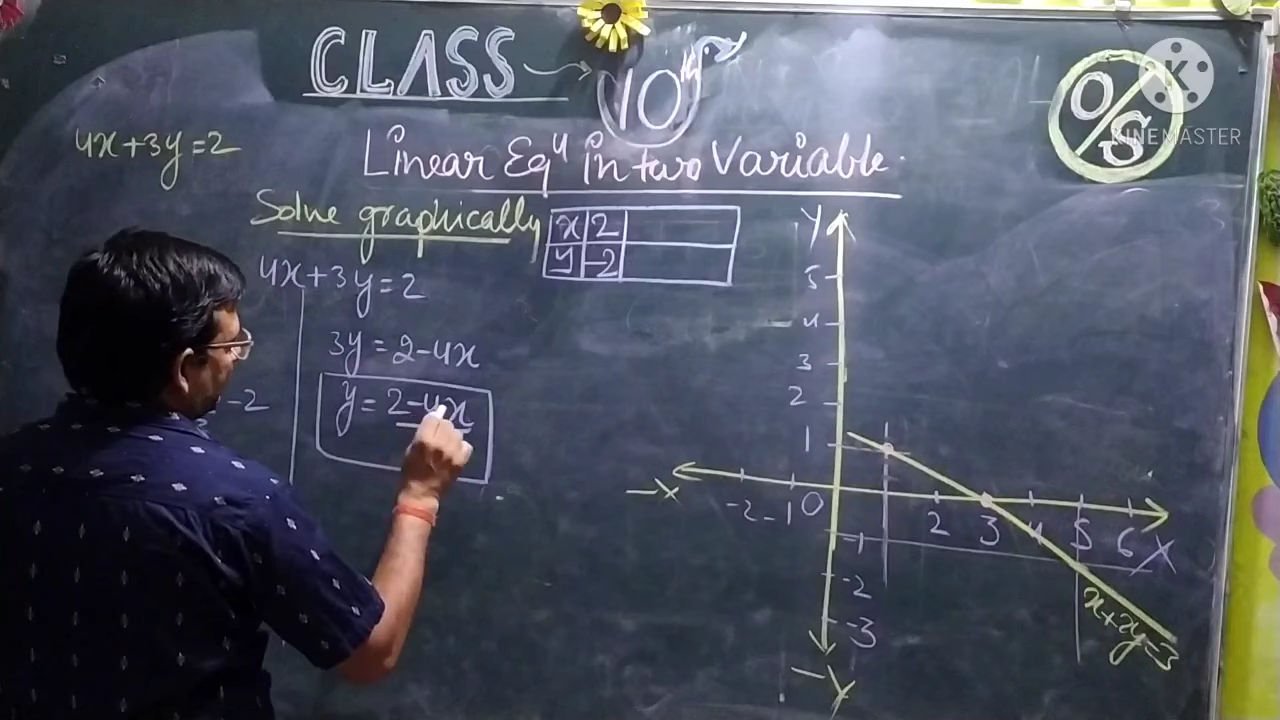 CLASS → 10th
O/S
KINEMASTER
4x+3y=2
Linear Eqⁿ in two Variable.
Solve graphically
x 2
y -2
4x+3y=2
3y=2-4x
y=2-4x
-2
Y
5
4
3
2
1
-X -2 -1 0 2 3 4 5 6 X
-1
-2
-3
-Y
x+2y=3